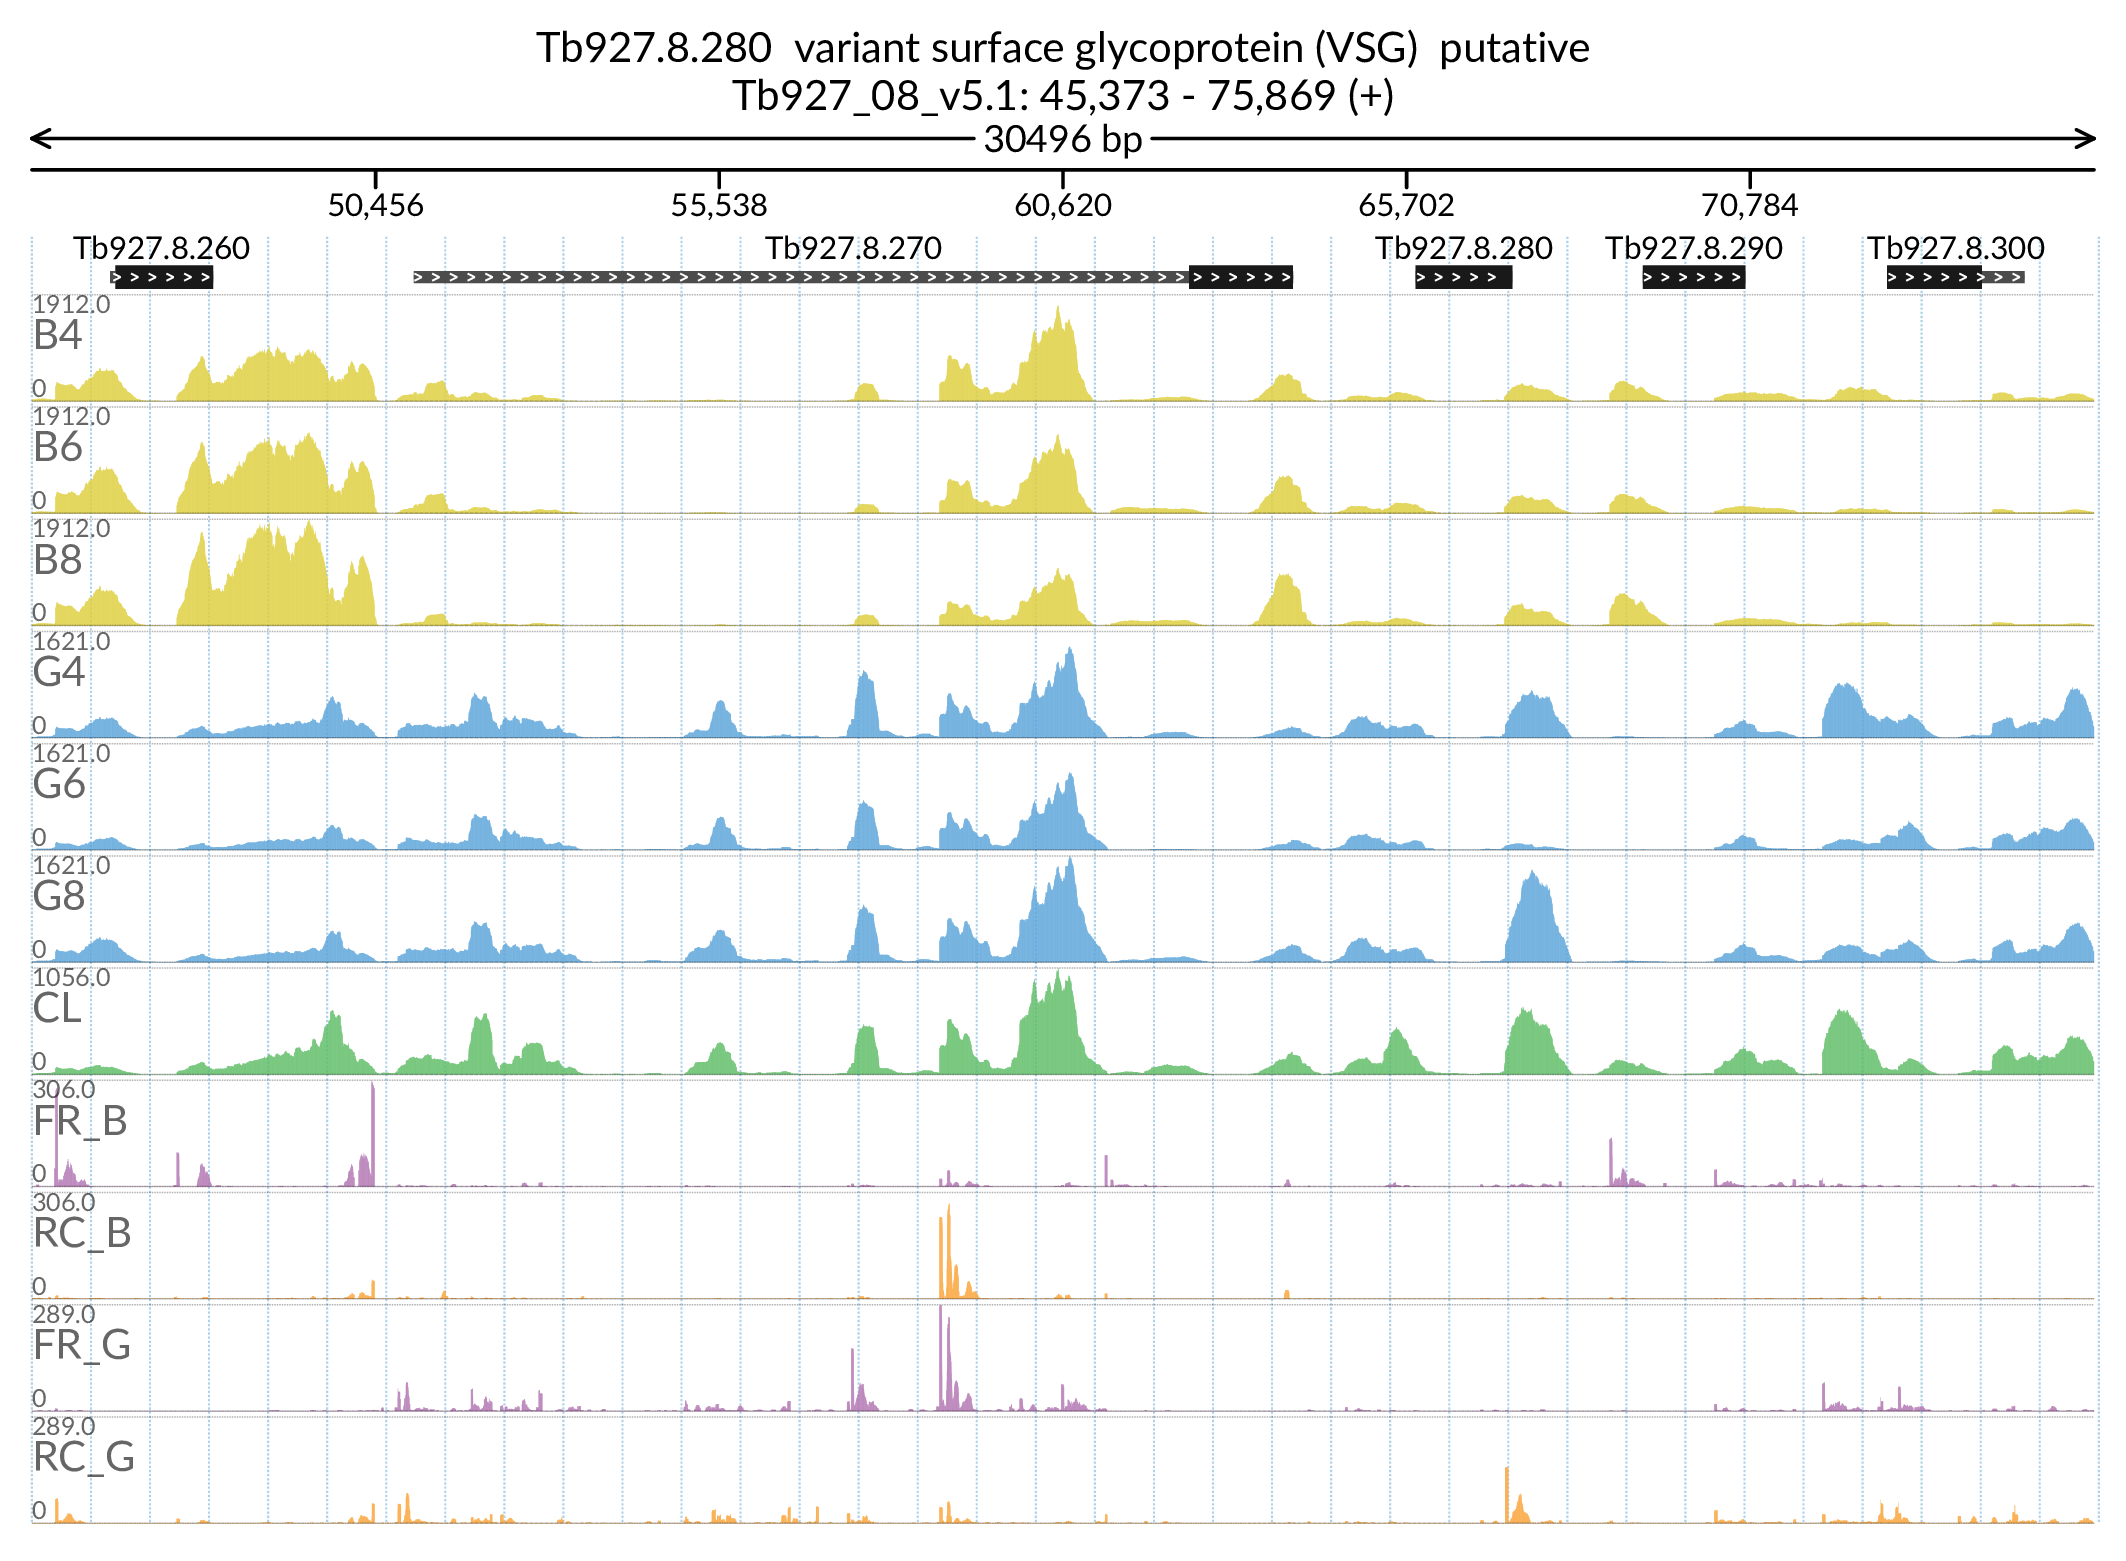 Tb927.8.280 variant surface glycoprotein (VSG) putative
Tb927_08_v5.1: 45,373 - 75,869 (+)
30496 bp
50,456 55,538 60,620 65,702 70,784
Tb927.8.260 Tb927.8.270 Tb927.8.280 Tb927.8.290 Tb927.8.300
1912.0
B4
0
1912.0
B6
0
1912.0
B8
0
1621.0
G4
0
1621.0
G6
0
1621.0
G8
0
1056.0
CL
0
306.0
FR_B
0
306.0
RC_B
0
289.0
FR_G
0
289.0
RC_G
0